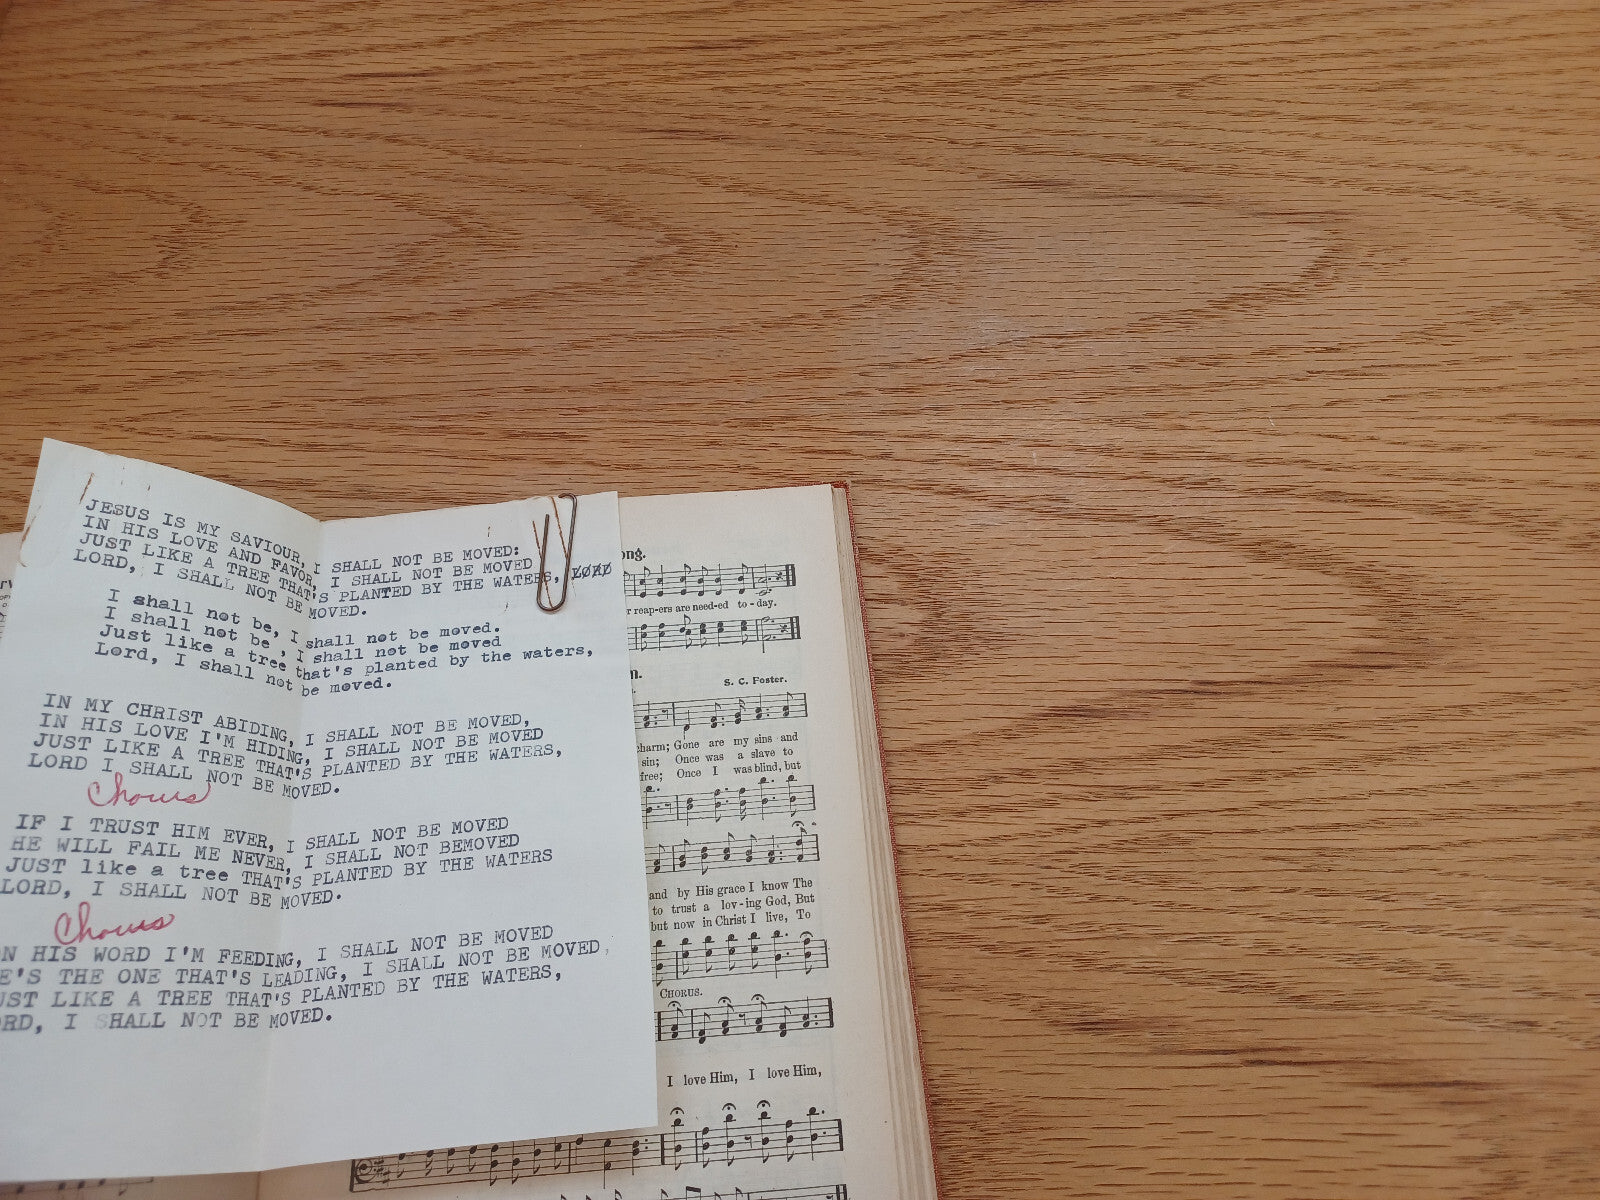 JESUS IS MY SAVIOUR, I SHALL NOT BE MOVED:
IN HIS LOVE AND FAVOR, I SHALL NOT BE MOVED
JUST LIKE A TREE THAT'S PLANTED BY THE WATERS, LORD
LORD, I SHALL NOT BE MOVED.
I shall not be, I shall not be moved.
I shall not be, I shall not be moved
Just like a tree that's planted by the waters,
Lord, I shall not be moved.
IN MY CHRIST ABIDING, I SHALL NOT BE MOVED,
IN HIS LOVE I'M HIDING, I SHALL NOT BE MOVED
JUST LIKE A TREE THAT'S PLANTED BY THE WATERS,
LORD I SHALL NOT BE MOVED.
Chorus
IF I TRUST HIM EVER, I SHALL NOT BE MOVED
HE WILL FAIL ME NEVER, I SHALL NOT BEMOVED
JUST like a tree THAT'S PLANTED BY THE WATERS
LORD, I SHALL NOT BE MOVED.
Chorus
N HIS WORD I'M FEEDING, I SHALL NOT BE MOVED
E'S THE ONE THAT'S LEADING, I SHALL NOT BE MOVED,
UST LIKE A TREE THAT'S PLANTED BY THE WATERS,
RD, I SHALL NOT BE MOVED.
ong.
r reap-ers are need-ed to-day.
S. C. Foster.
charm; Gone are my sins and
sin; Once was a slave to
free; Once I was blind, but
and by His grace I know The
to trust a lov-ing God, But
but now in Christ I live, To
CHORUS.
I love Him, I love Him,